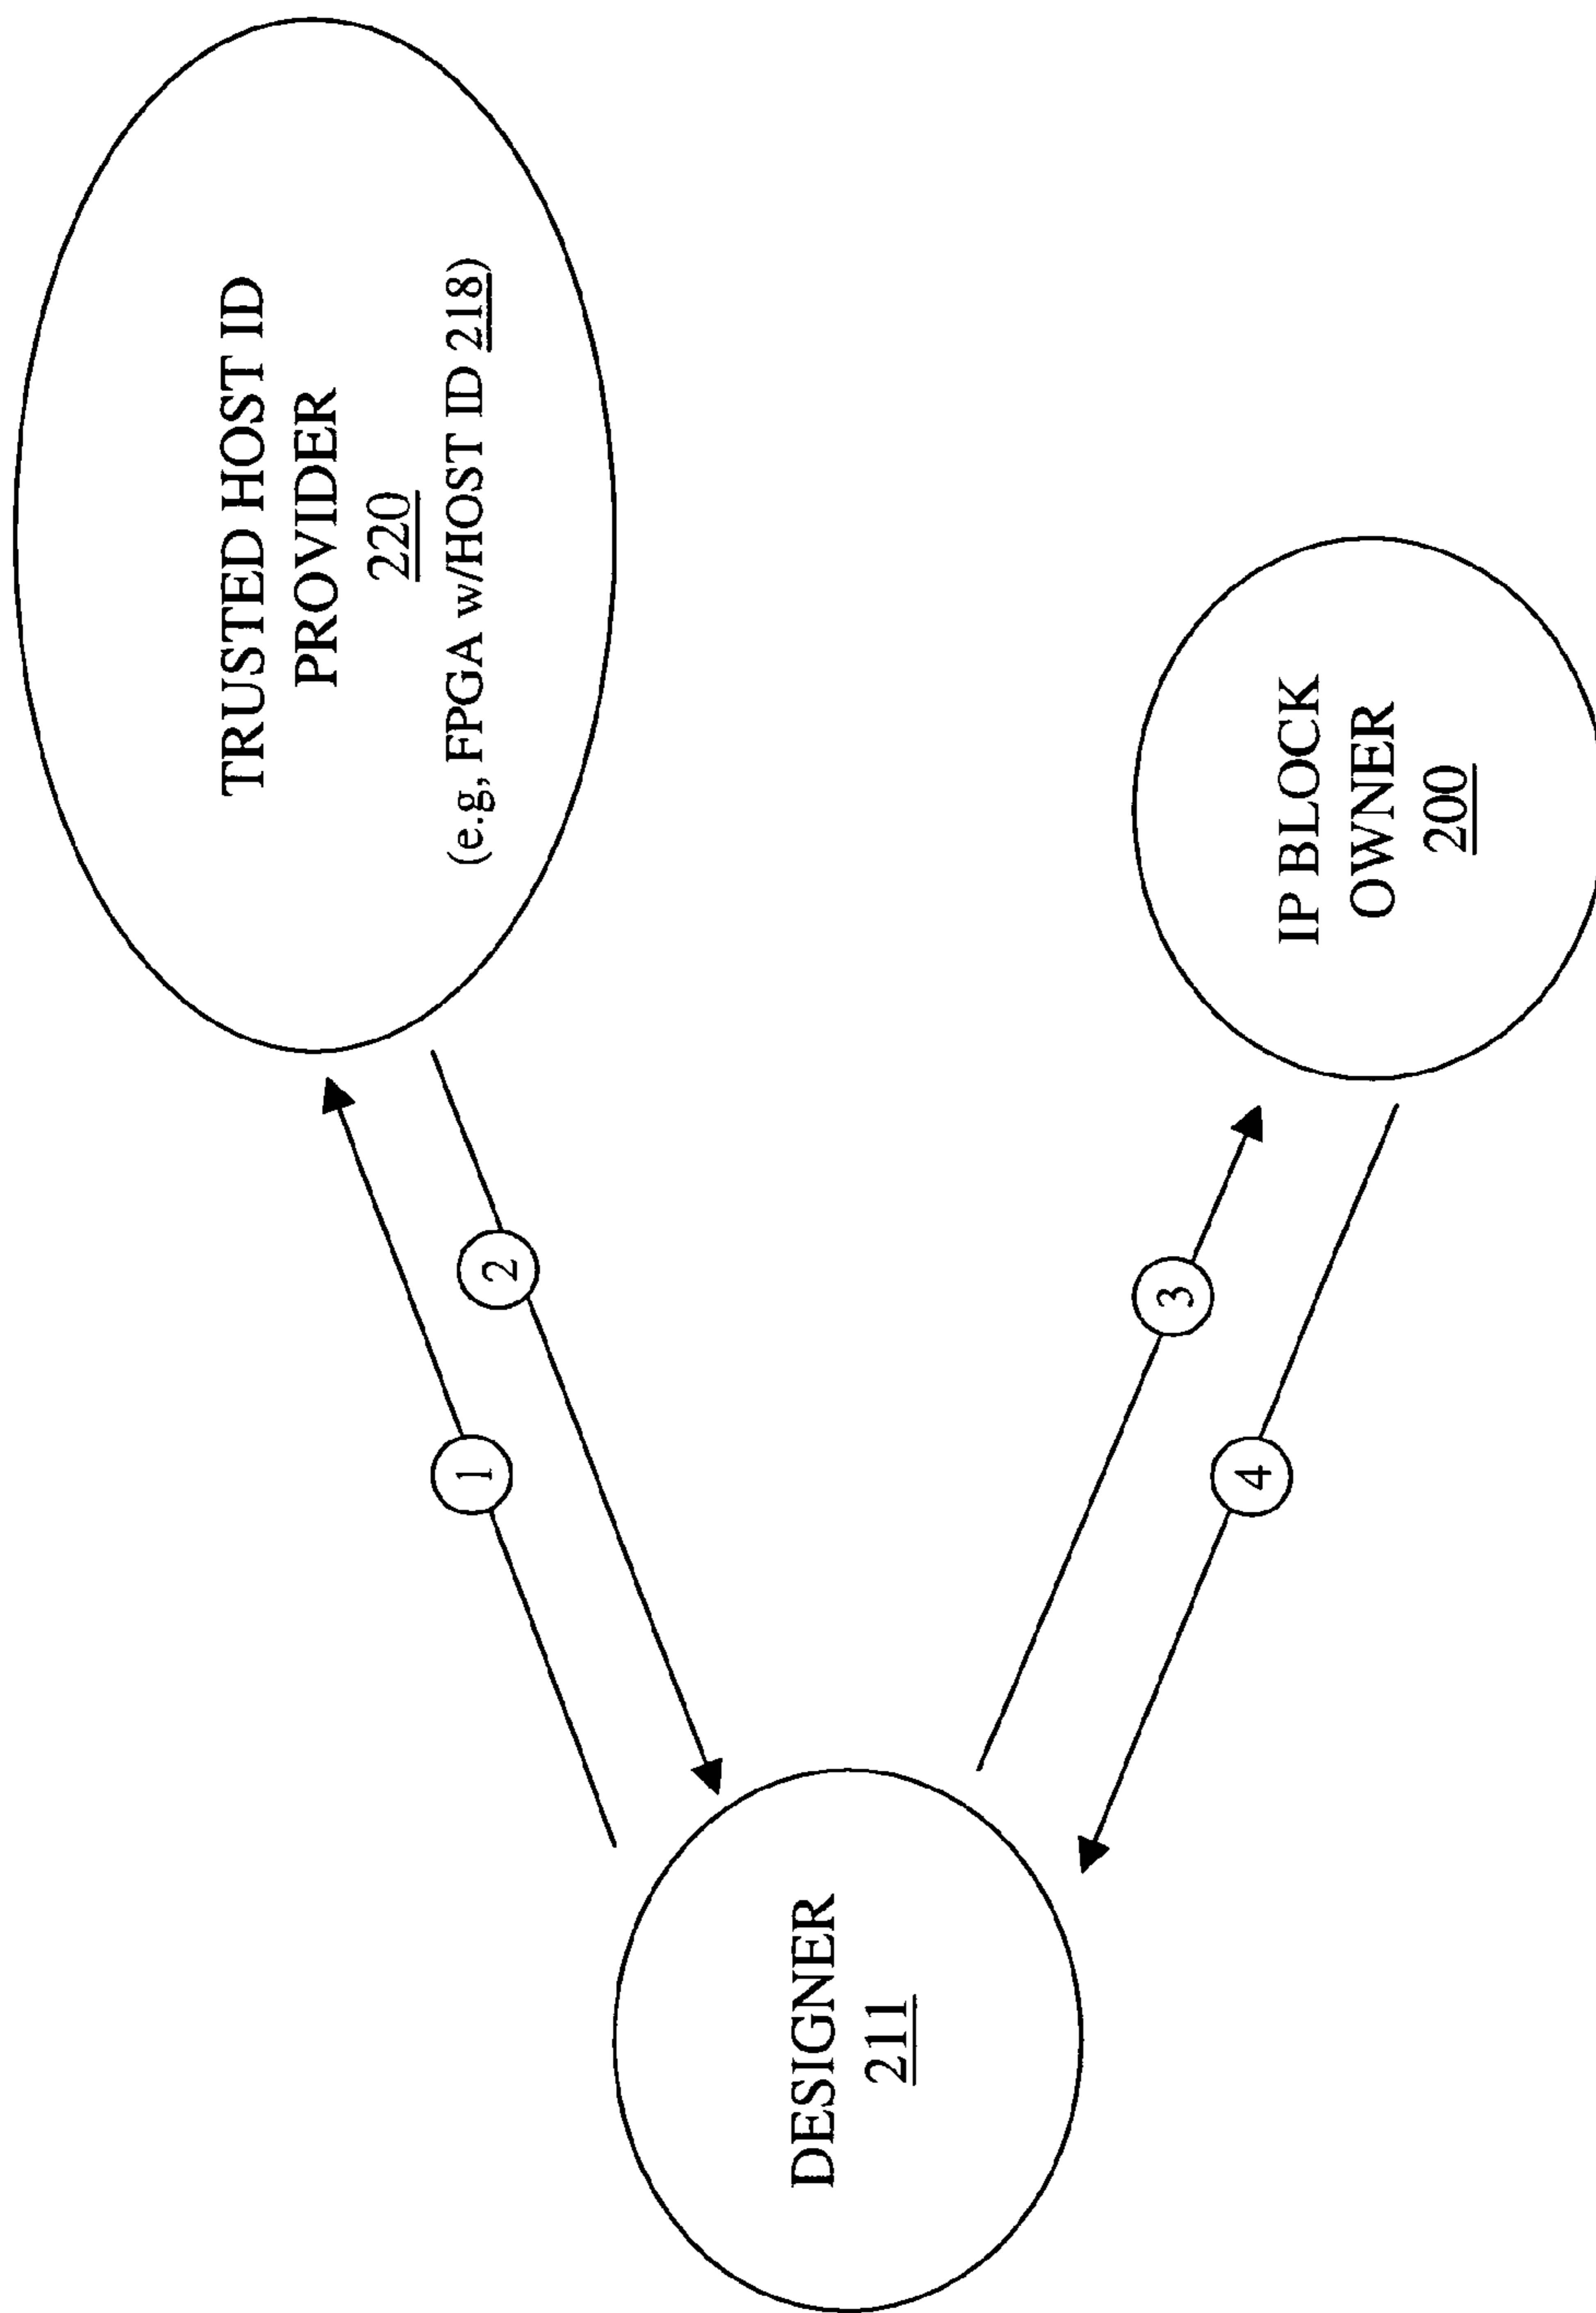 TRUSTED HOST ID
PROVIDER
220
(e.g, FPGA w/HOST ID 218)
1
2
DESIGNER
211
3
4
IP BLOCK
OWNER
200